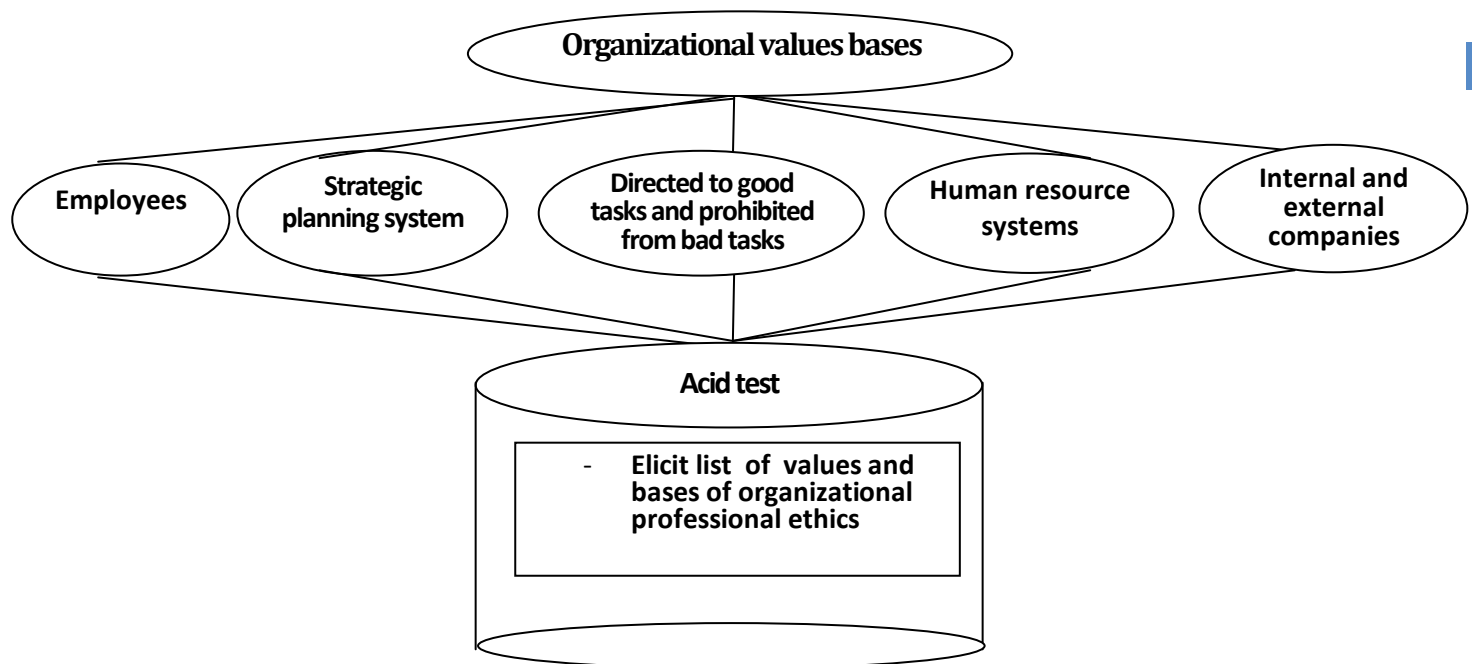 Organizational values bases
Employees
Strategic
planning system
Directed to good
tasks and prohibited
from bad tasks
Human resource
systems
Internal and
external
companies
Acid test
- Elicit list of values and
bases of organizational
professional ethics